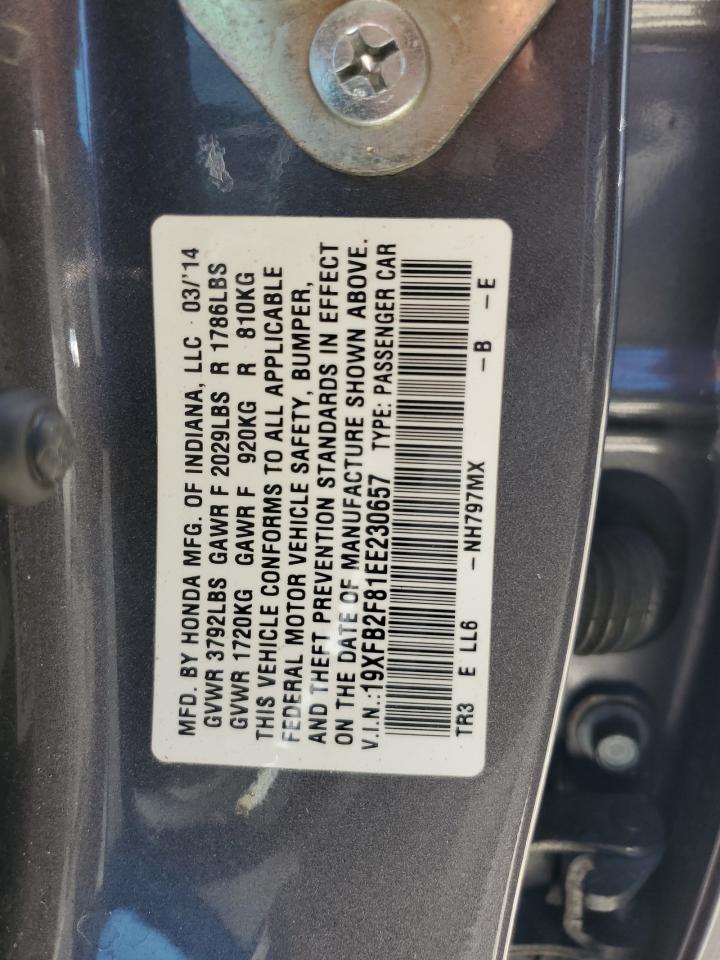 MFD. BY HONDA MFG. OF INDIANA, LLC · 03/'14
GVWR 3792LBS GAWR F 2029LBS R 1786LBS
GVWR 1720KG GAWR F 920KG R 810KG
THIS VEHICLE CONFORMS TO ALL APPLICABLE
FEDERAL MOTOR VEHICLE SAFETY, BUMPER,
AND THEFT PREVENTION STANDARDS IN EFFECT
ON THE DATE OF MANUFACTURE SHOWN ABOVE.
V.I.N.:19XFB2F81EE230657 TYPE: PASSENGER CAR
TR3 E LL6 -NH797MX -B -E